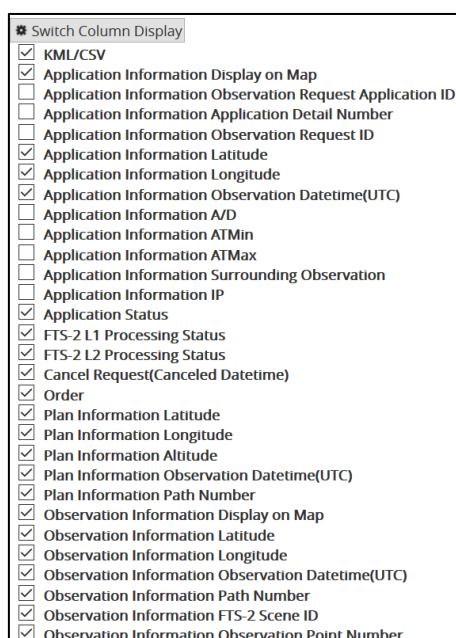 Switch Column Display
KML/CSV
Application Information Display on Map
Application Information Observation Request Application ID
Application Information Application Detail Number
Application Information Observation Request ID
Application Information Latitude
Application Information Longitude
Application Information Observation Datetime(UTC)
Application Information A/D
Application Information ATMin
Application Information ATMax
Application Information Surrounding Observation
Application Information IP
Application Status
FTS-2 L1 Processing Status
FTS-2 L2 Processing Status
Cancel Request(Canceled Datetime)
Order
Plan Information Latitude
Plan Information Longitude
Plan Information Altitude
Plan Information Observation Datetime(UTC)
Plan Information Path Number
Observation Information Display on Map
Observation Information Latitude
Observation Information Longitude
Observation Information Observation Datetime(UTC)
Observation Information Path Number
Observation Information FTS-2 Scene ID
Observation Information Observation Point Number